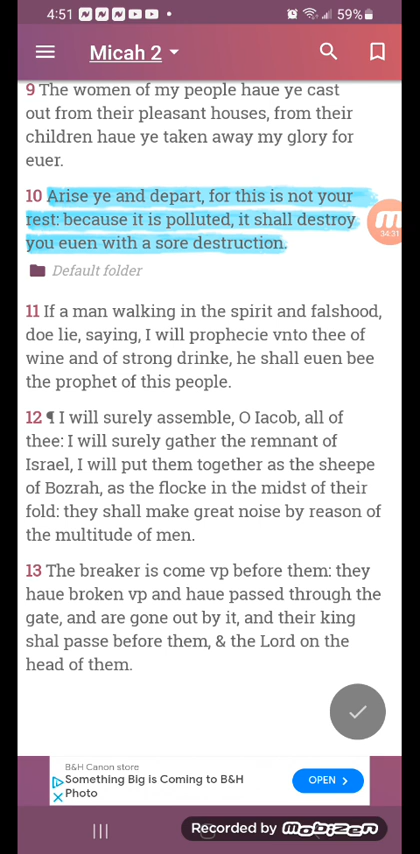 4:51
59%
Micah 2
9 The women of my people haue ye cast
out from their pleasant houses, from their
children haue ye taken away my glory for
euer.
10 Arise ye and depart, for this is not your
rest: because it is polluted, it shall destroy
you euen with a sore destruction.
34:31
Default folder
11 If a man walking in the spirit and falshood,
doe lie, saying, I will prophecie vnto thee of
wine and of strong drinke, he shall euen bee
the prophet of this people.
12 ¶ I will surely assemble, O Iacob, all of
thee: I will surely gather the remnant of
Israel, I will put them together as the sheepe
of Bozrah, as the flocke in the midst of their
fold: they shall make great noise by reason of
the multitude of men.
13 The breaker is come vp before them: they
haue broken vp and haue passed through the
gate, and are gone out by it, and their king
shal passe before them, & the Lord on the
head of them.
B&H Canon store
Something Big is Coming to B&H
Photo
OPEN
Recorded by mobizen